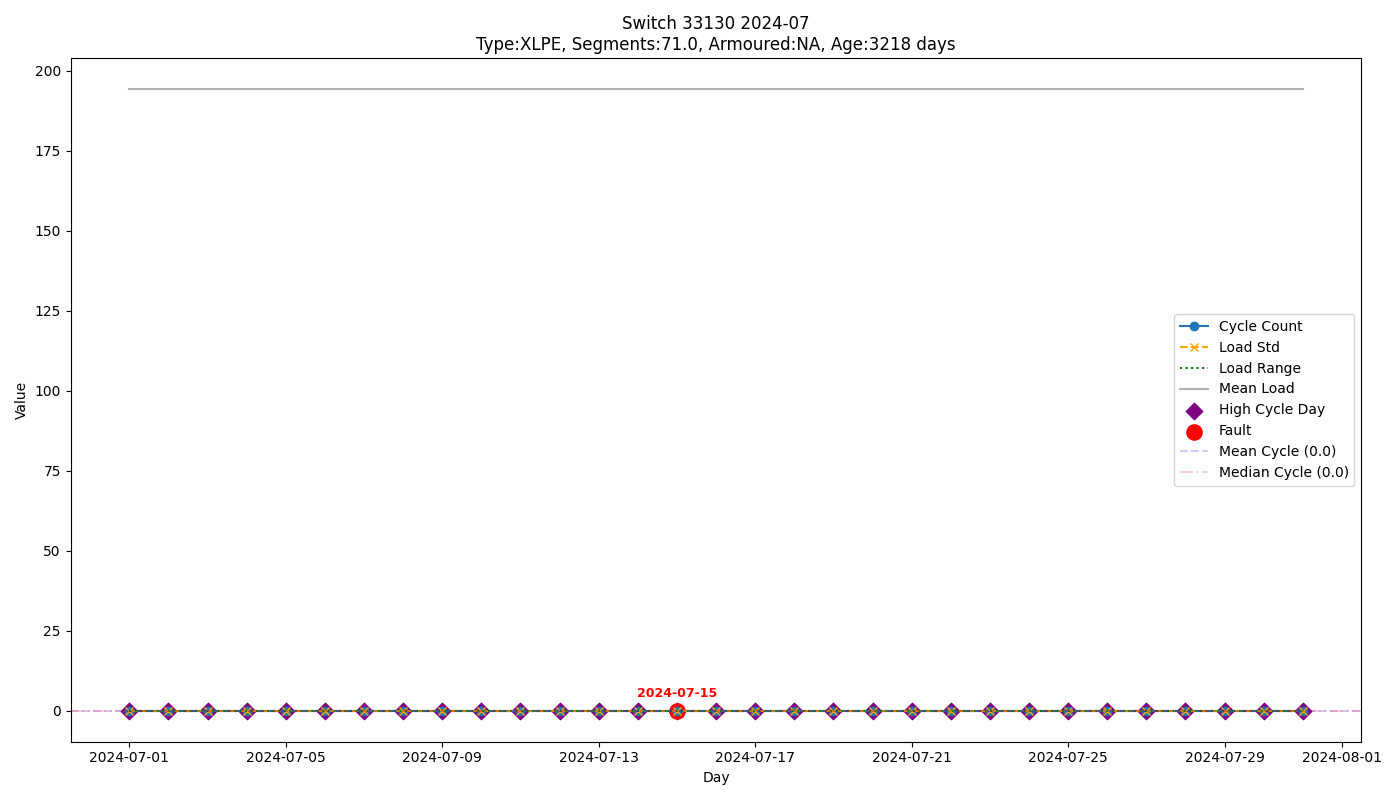 Switch 33130 2024-07
Type:XLPE, Segments:71.0, Armoured:NA, Age:3218 days
200
175
150
125
100
75
50
25
0
Value
Cycle Count
Load Std
Load Range
Mean Load
High Cycle Day
Fault
Mean Cycle (0.0)
Median Cycle (0.0)
2024-07-15
2024-07-01
2024-07-05
2024-07-09
2024-07-13
2024-07-17
2024-07-21
2024-07-25
2024-07-29
2024-08-01
Day